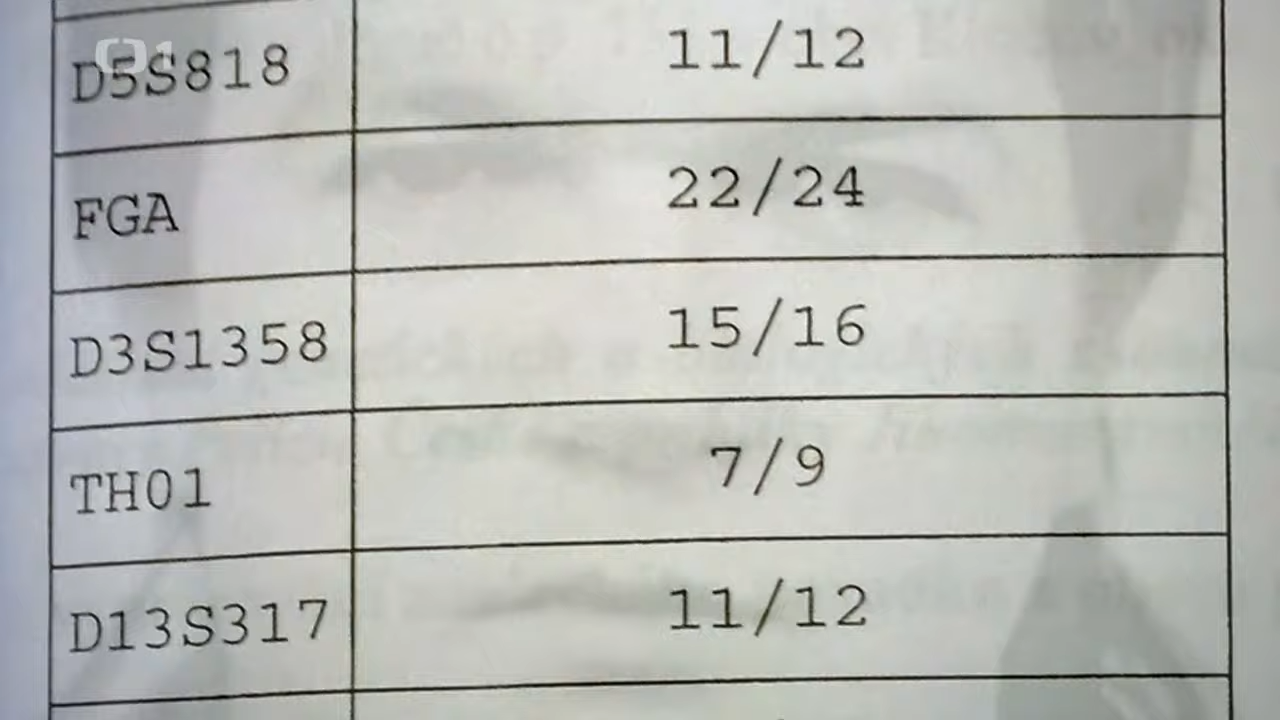 D5S818 11/12
FGA 22/24
D3S1358 15/16
TH01 7/9
D13S317 11/12